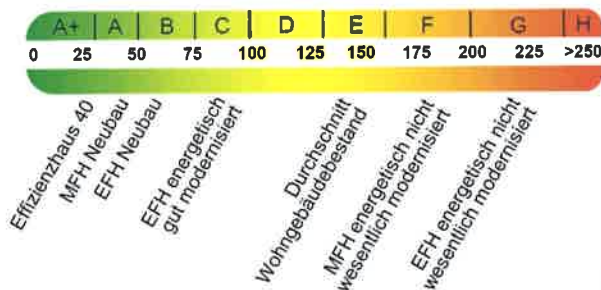 A+ A B C D E F G H
0 25 50 75 100 125 150 175 200 225 >250
Effizienzhaus 40
MFH Neubau
EFH Neubau
EFH energetisch
gut modernisiert
Durchschnitt
Wohngebäudebestand
MFH energetisch nicht
wesentlich modernisiert
EFH energetisch nicht
wesentlich modernisiert